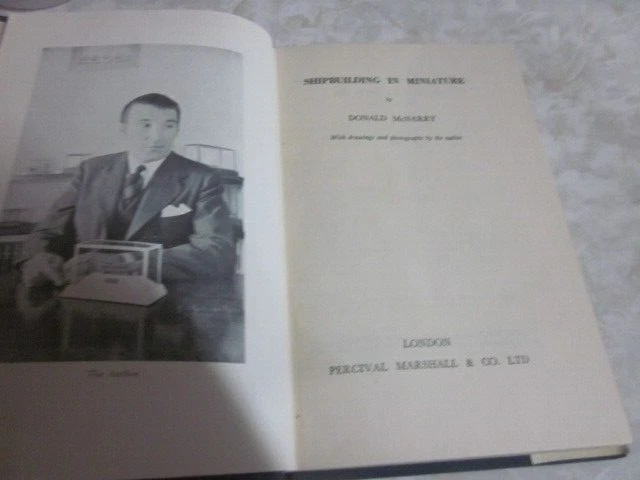 The Author
SHIPBUILDING IN MINIATURE
by
DONALD McNARRY
With drawings and photographs by the author
LONDON
PERCIVAL MARSHALL & CO. LTD